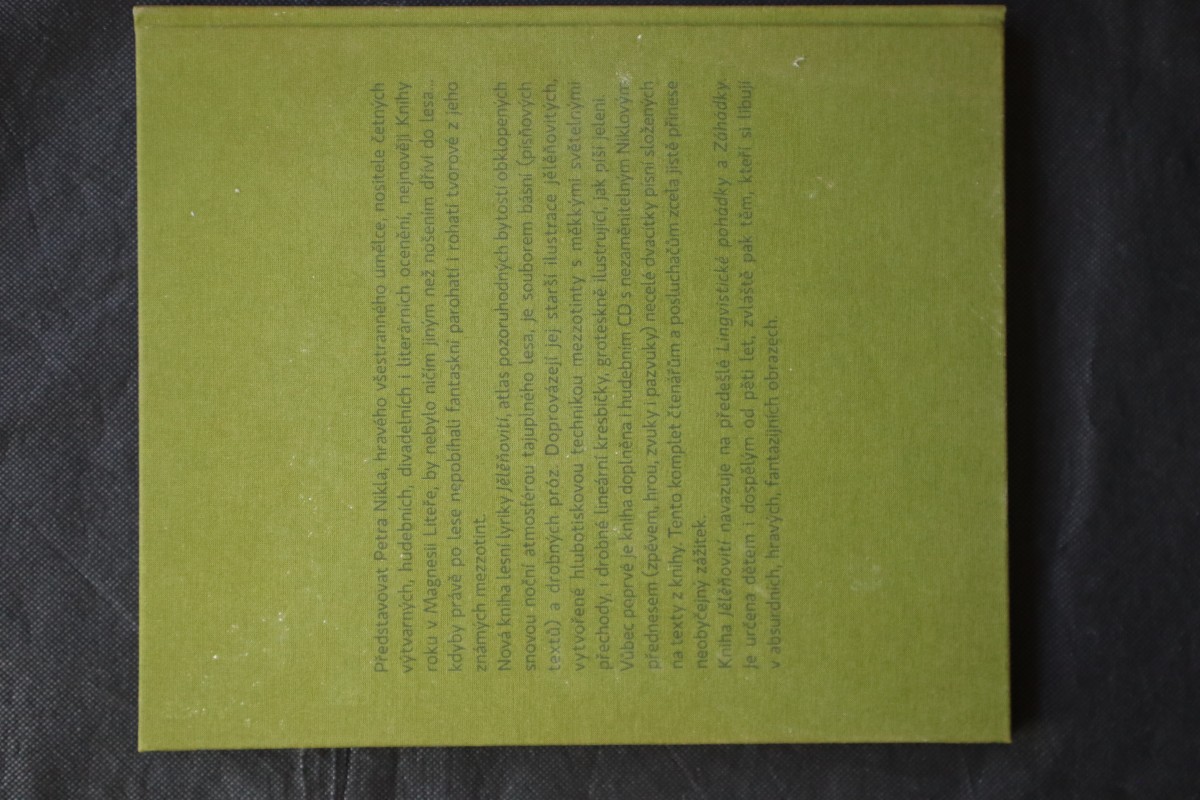 Představovat Petra Nikla, hravého všestranného umělce, nositele četných
výtvarných, hudebních, divadelních i literárních ocenění, nejnověji Knihy
roku v Magnesii Liteře, by nebylo ničím jiným než nošením dříví do lesa…
kdyby právě po lese nepobíhali fantaskní parohatí i rohatí tvorové z jeho
známých mezzotint.
Nová kniha lesní lyriky Jělěňovití, atlas pozoruhodných bytostí obklopených
snovou noční atmosférou tajuplného lesa, je souborem básní (písňových
textů) a drobných próz. Doprovázejí jej starší ilustrace jělěňovitých,
vytvořené hlubotiskovou technikou mezzotinty s měkkými světelnými
přechody, i drobné lineární kresbičky, groteskně ilustrující, jak píší jeleni.
Vůbec poprvé je kniha doplněna i hudebním CD s nezaměnitelným Niklovým
přednesem (zpěvem, hrou, zvuky i pazvuky) necelé dvacítky písní složených
na texty z knihy. Tento komplet čtenářům a posluchačům zcela jistě přinese
neobyčejný zážitek.
Kniha Jělěňovití navazuje na předešlé Lingvistické pohádky a Záhádky.
Je určena dětem i dospělým od pěti let, zvláště pak těm, kteří si libují
v absurdních, hravých, fantazijních obrazech.